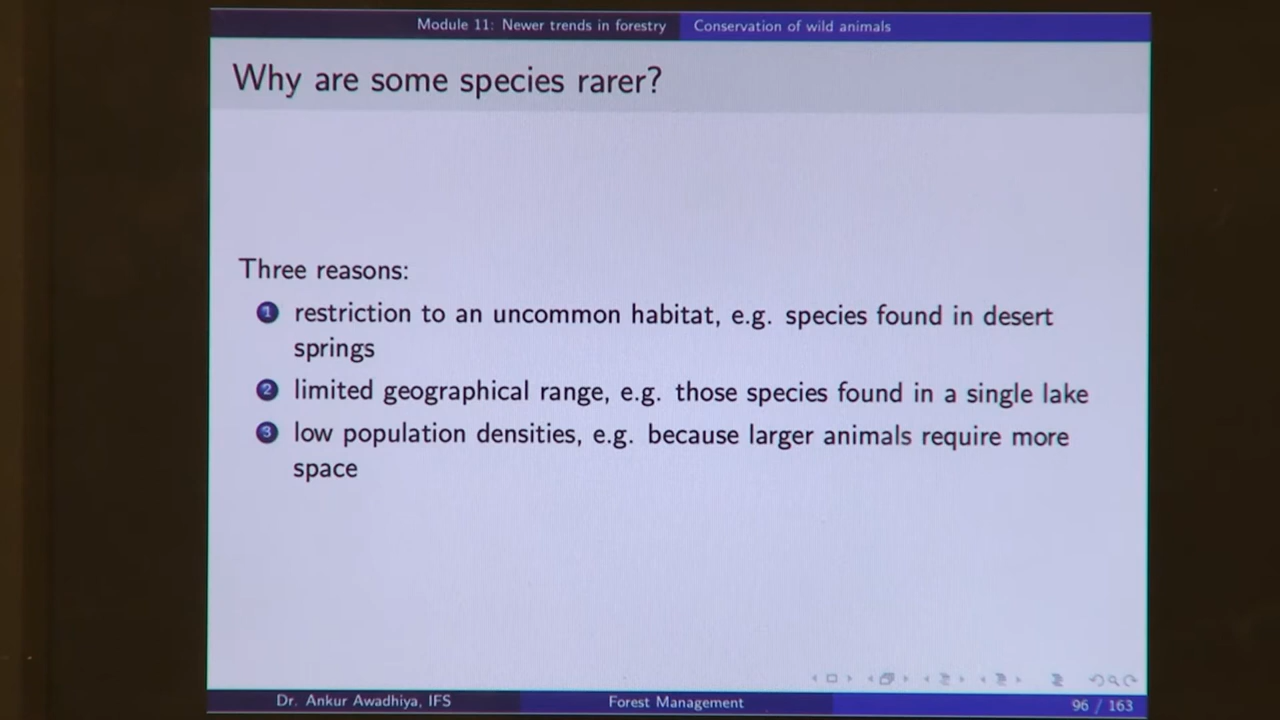 Module 11: Newer trends in forestry Conservation of wild animals
Why are some species rarer?
Three reasons:
1 restriction to an uncommon habitat, e.g. species found in desert
springs
2 limited geographical range, e.g. those species found in a single lake
3 low population densities, e.g. because larger animals require more
space
Dr. Ankur Awadhiya, IFS Forest Management 96 / 163